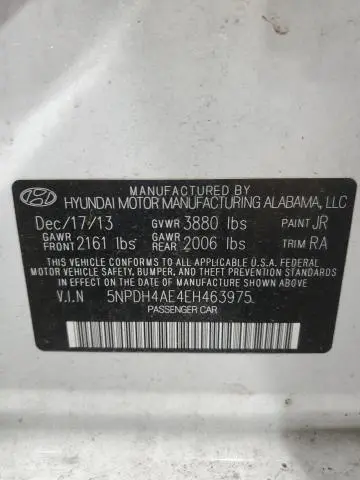 MANUFACTURED BY
HYUNDAI MOTOR MANUFACTURING ALABAMA, LLC
Dec/17/13 GVWR 3880 lbs PAINT JR
GAWR FRONT 2161 lbs GAWR REAR 2006 lbs TRIM RA
THIS VEHICLE CONFORMS TO ALL APPLICABLE U.S.A. FEDERAL
MOTOR VEHICLE SAFETY, BUMPER, AND THEFT PREVENTION STANDARDS
IN EFFECT ON THE DATE OF MANUFACTURE SHOWN ABOVE.
V.I.N 5NPDH4AE4EH463975
PASSENGER CAR